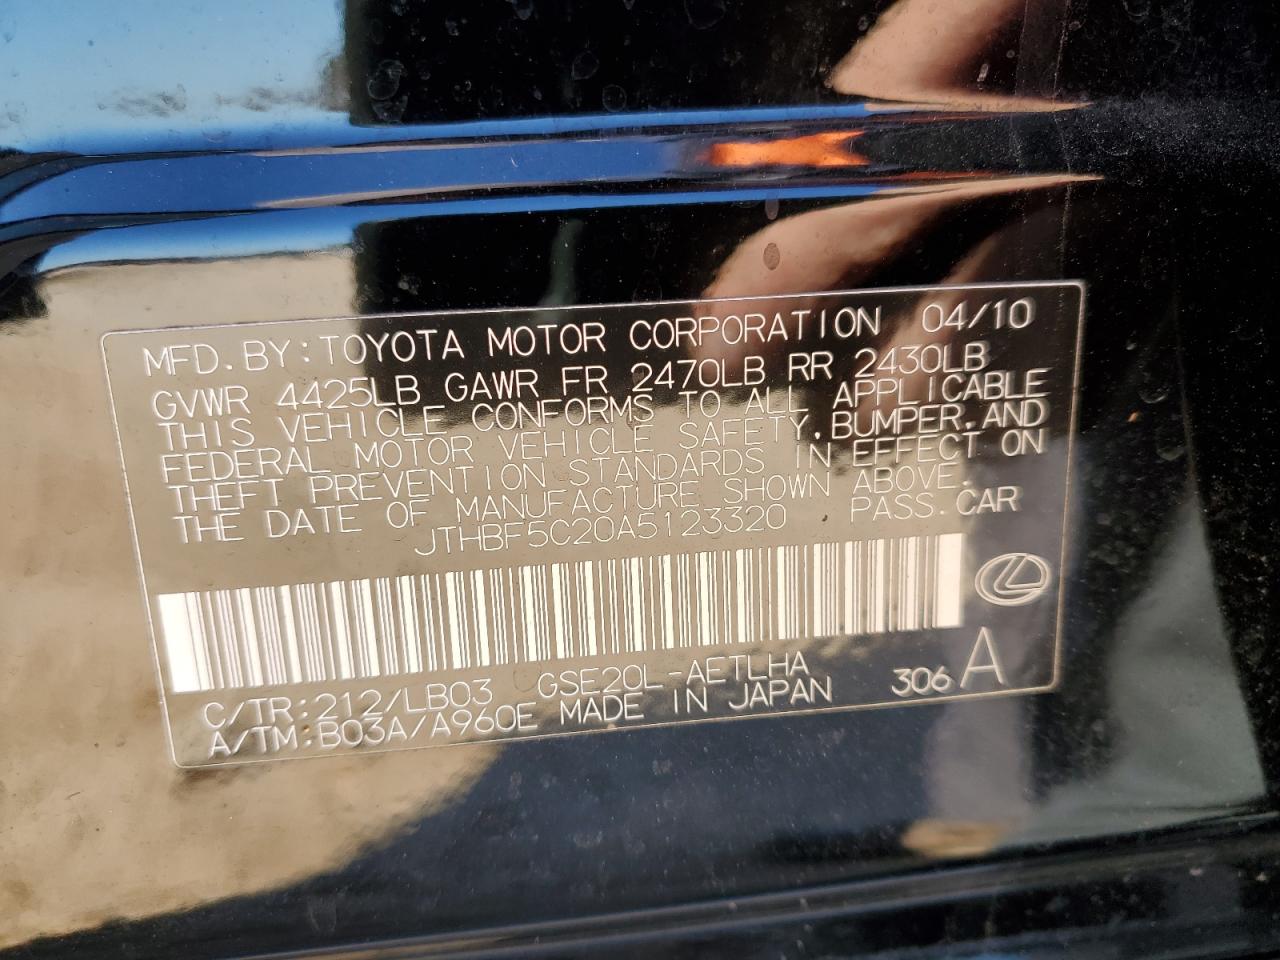 MFD. BY: TOYOTA MOTOR CORPORATION 04/10
GVWR 4425LB GAWR FR 2470LB RR 2430LB
THIS VEHICLE CONFORMS TO ALL APPLICABLE
FEDERAL MOTOR VEHICLE SAFETY, BUMPER, AND
THEFT PREVENTION STANDARDS IN EFFECT ON
THE DATE OF MANUFACTURE SHOWN ABOVE.
JTHBF5C20A5123320 PASS. CAR
C/TR:212/LB03 GSE20L-AETLHA
A/TM:B03A/A960E MADE IN JAPAN 306 A